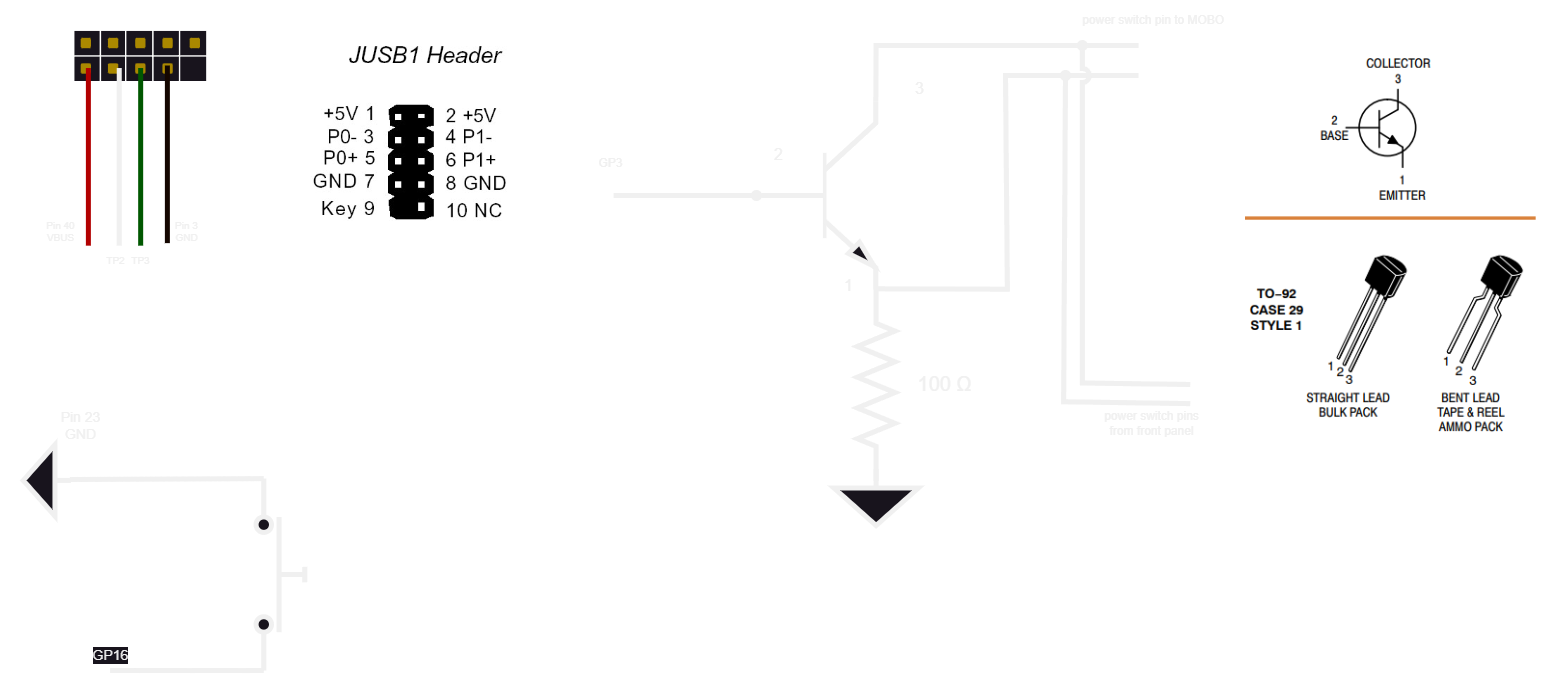 power switch pin to MOBO
JUSB1 Header
+5V 1
2 +5V
P0- 3
4 P1-
P0+ 5
6 P1+
GND 7
8 GND
Key 9
10 NC
Pin 40
VBUS
Pin 3
GND
TP2
TP3
GP3
3
2
1
100 Ω
power switch pins
from front panel
COLLECTOR
3
2
BASE
1
EMITTER
TO-92
CASE 29
STYLE 1
1
2
3
STRAIGHT LEAD
BULK PACK
1
2
3
BENT LEAD
TAPE & REEL
AMMO PACK
Pin 23
GND
GP16